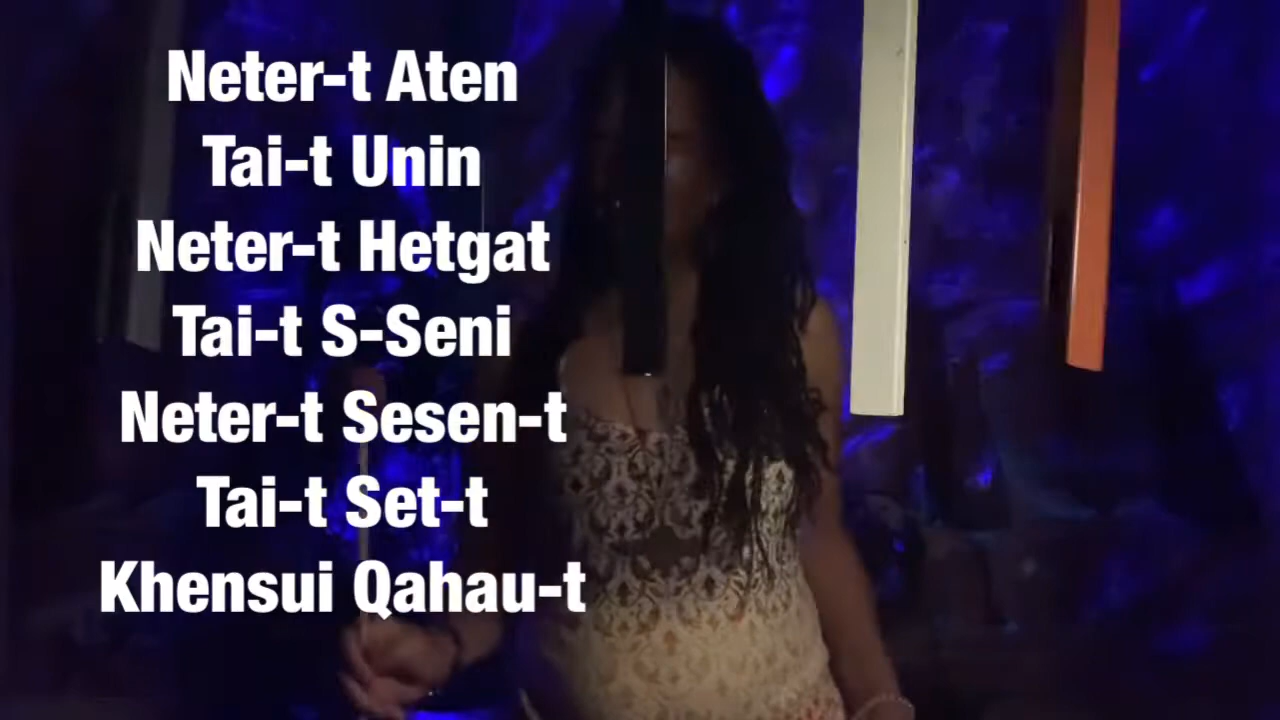 Neter-t Aten
Tai-t Unin
Neter-t Hetgat
Tai-t S-Seni
Neter-t Sesen-t
Tai-t Set-t
Khensui Qahau-t